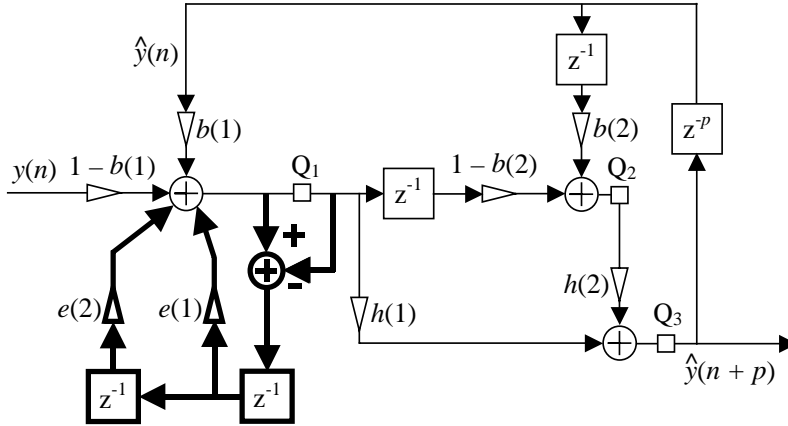 ŷ(n)
z⁻¹
b(1)
b(2)
z⁻ᵖ
y(n)
1 – b(1)
Q₁
z⁻¹
1 – b(2)
Q₂
+
-
e(2)
e(1)
h(1)
h(2)
Q₃
z⁻¹
z⁻¹
ŷ(n + p)